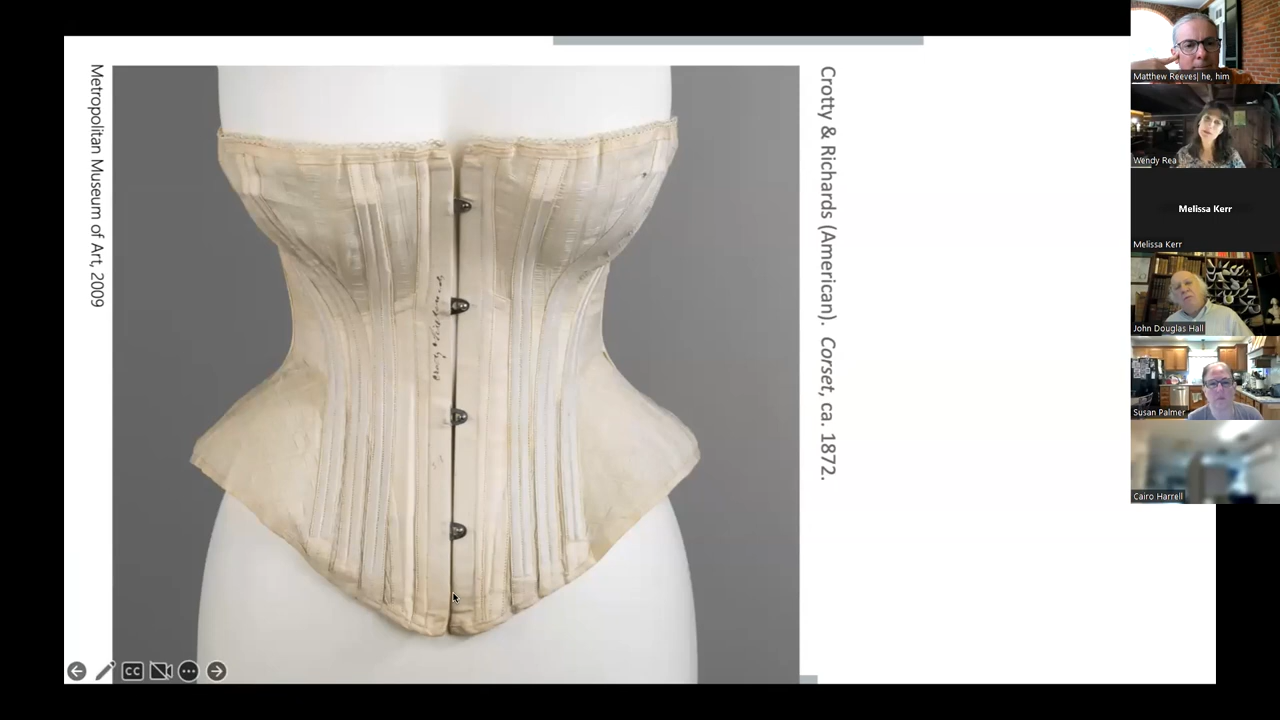 Metropolitan Museum of Art, 2009
Crotty & Richards (American). Corset, ca. 1872.
CC
Matthew Reeves| he, him
Wendy Rea
Melissa Kerr
Melissa Kerr
John Douglas Hall
Susan Palmer
Cairo Harrell